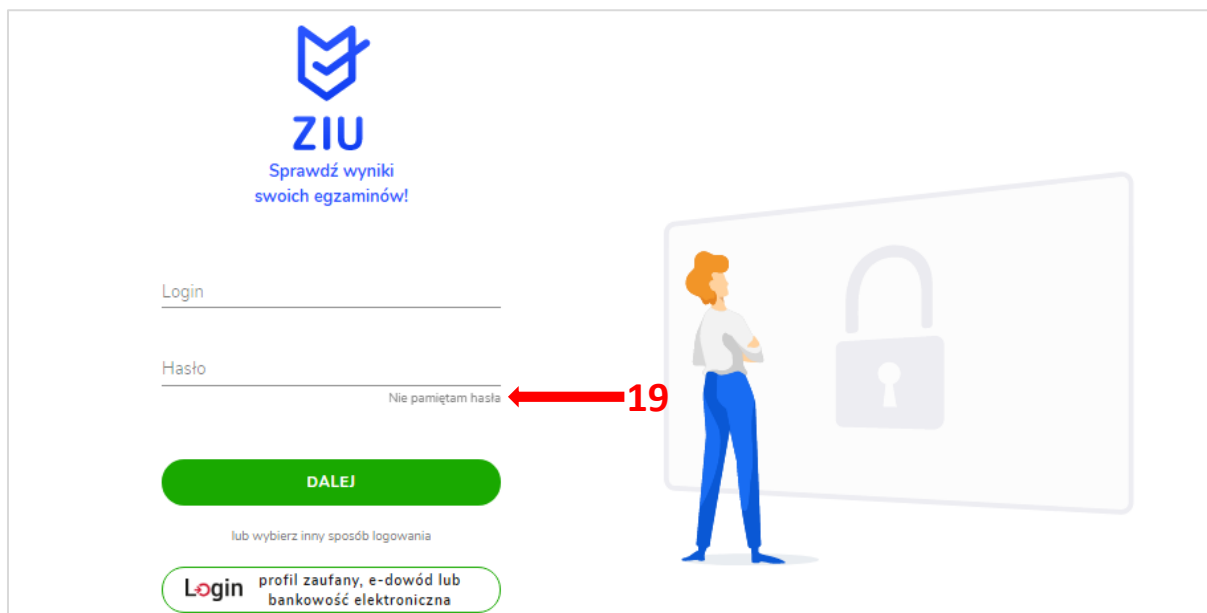 ZIU
Sprawdź wyniki
swoich egzaminów!
Login
Hasło
Nie pamiętam hasła
19
DALEJ
lub wybierz inny sposób logowania
Login profil zaufany, e-dowód lub
bankowość elektroniczna